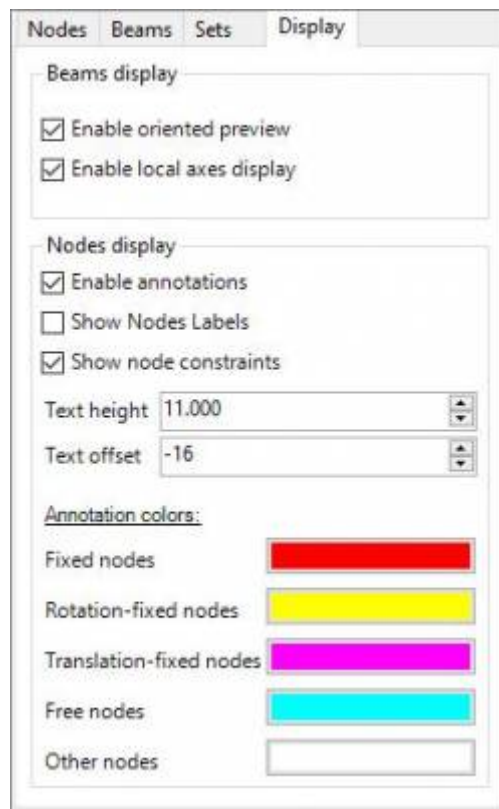 Nodes Beams Sets Display
Beams display
Enable oriented preview
Enable local axes display
Nodes display
Enable annotations
Show Nodes Labels
Show node constraints
Text height 11.000
Text offset -16
Annotation colors:
Fixed nodes
Rotation-fixed nodes
Translation-fixed nodes
Free nodes
Other nodes